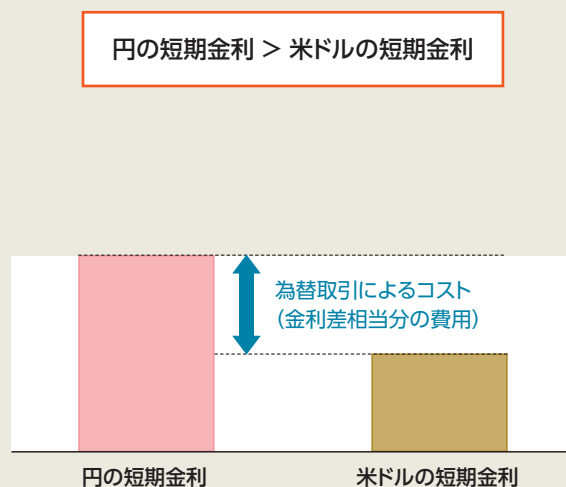 円の短期金利 > 米ドルの短期金利
為替取引によるコスト
（金利差相当分の費用）
円の短期金利
米ドルの短期金利